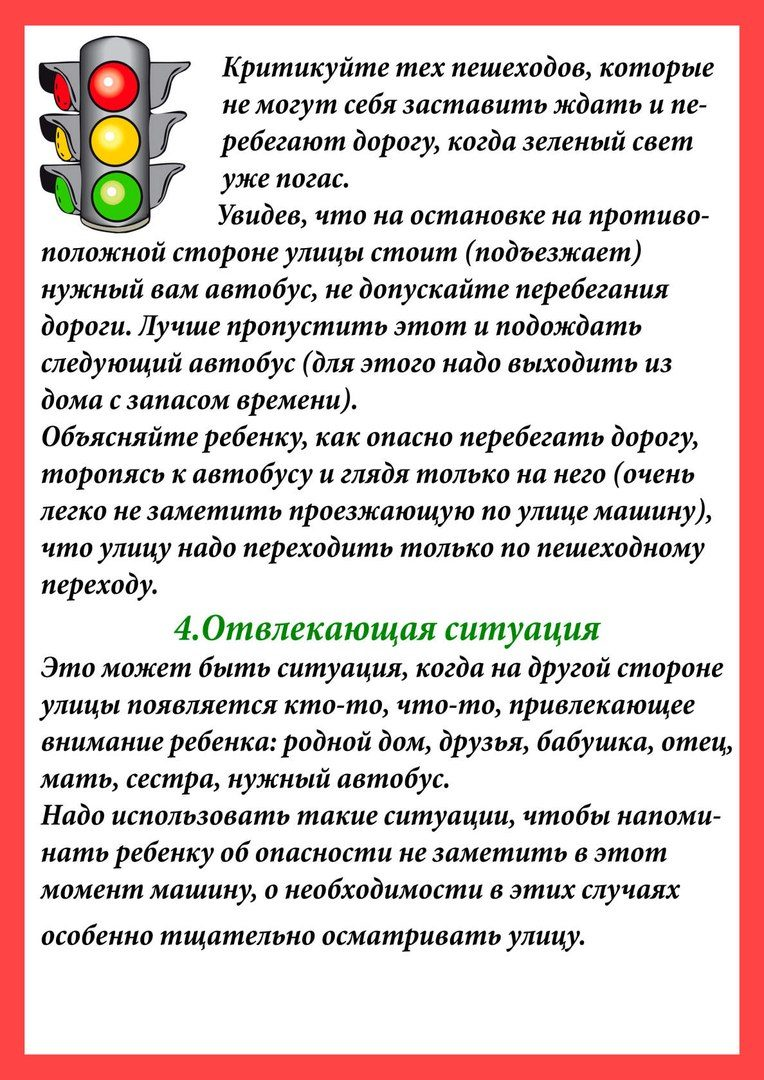 Критикуйте тех пешеходов, которые
не могут себя заставить ждать и пе-
ребегают дорогу, когда зеленый свет
уже погас.
Увидев, что на остановке на противо-
положной стороне улицы стоит (подъезжает)
нужный вам автобус, не допускайте перебегания
дороги. Лучше пропустить этот и подождать
следующий автобус (для этого надо выходить из
дома с запасом времени).
Объясняйте ребенку, как опасно перебегать дорогу,
торопясь к автобусу и глядя только на него (очень
легко не заметить проезжающую по улице машину),
что улицу надо переходить только по пешеходному
переходу.
4.Отвлекающая ситуация
Это может быть ситуация, когда на другой стороне
улицы появляется кто-то, что-то, привлекающее
внимание ребенка: родной дом, друзья, бабушка, отец,
мать, сестра, нужный автобус.
Надо использовать такие ситуации, чтобы напоми-
нать ребенку об опасности не заметить в этот
момент машину, о необходимости в этих случаях
особенно тщательно осматривать улицу.